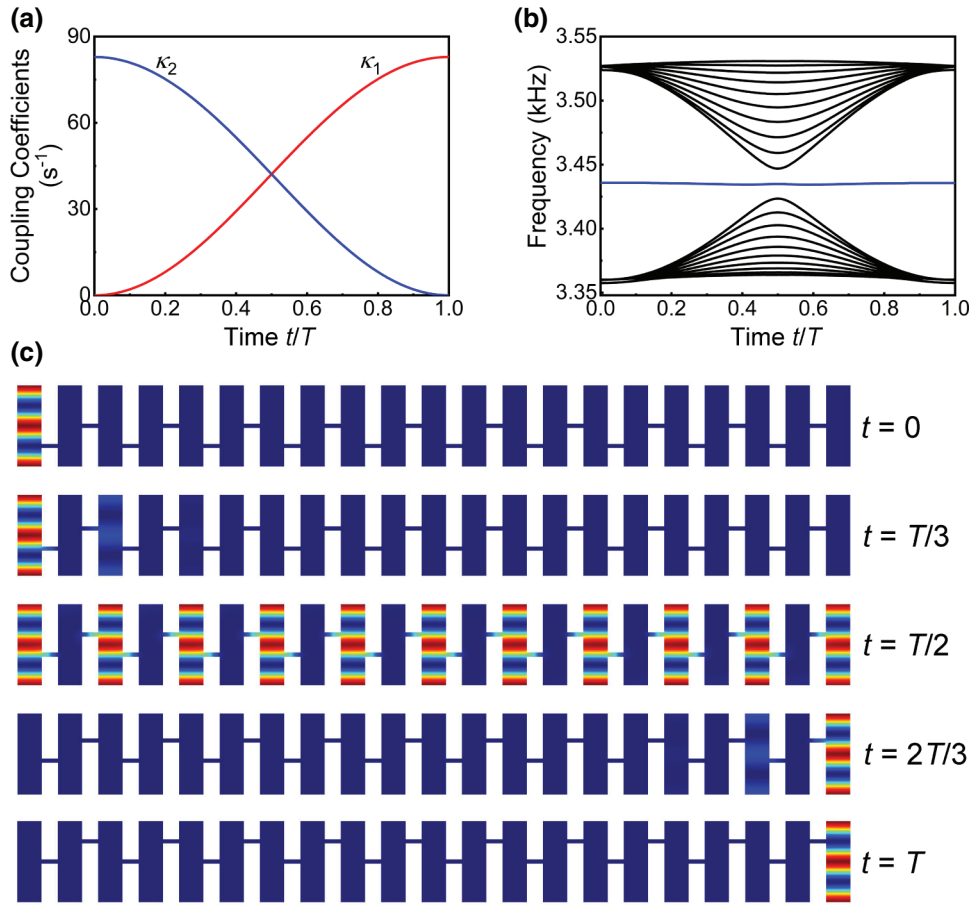 (a)
90
60
30
0
Coupling Coefficients
(s⁻¹)
κ₂
κ₁
0.0 0.2 0.4 0.6 0.8 1.0
Time t/T
(b)
3.55
3.50
3.45
3.40
3.35
Frequency (kHz)
0.0 0.2 0.4 0.6 0.8 1.0
Time t/T
(c)
t = 0
t = T/3
t = T/2
t = 2T/3
t = T